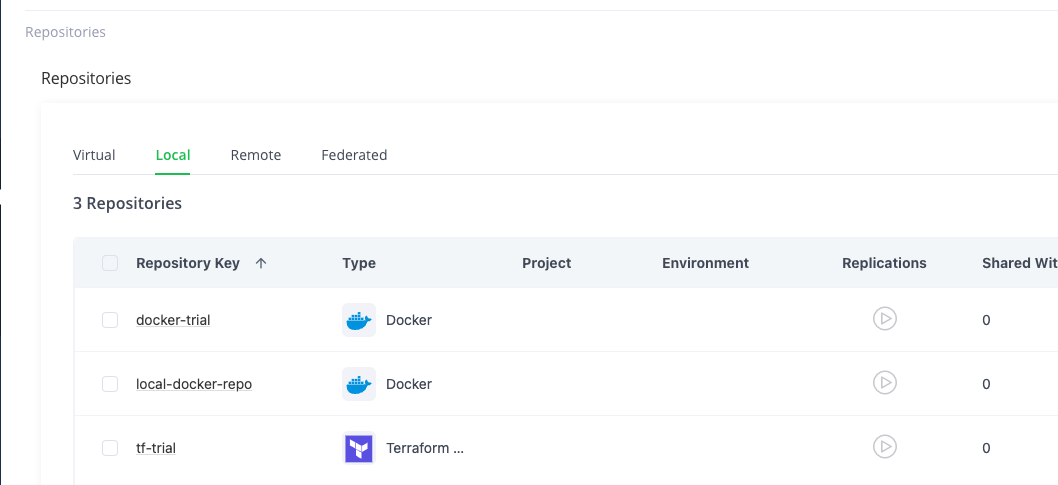 Repositories
Repositories
Virtual Local Remote Federated
3 Repositories
Repository Key Type Project Environment Replications Shared Wit
docker-trial Docker 0
local-docker-repo Docker 0
tf-trial Terraform ... 0